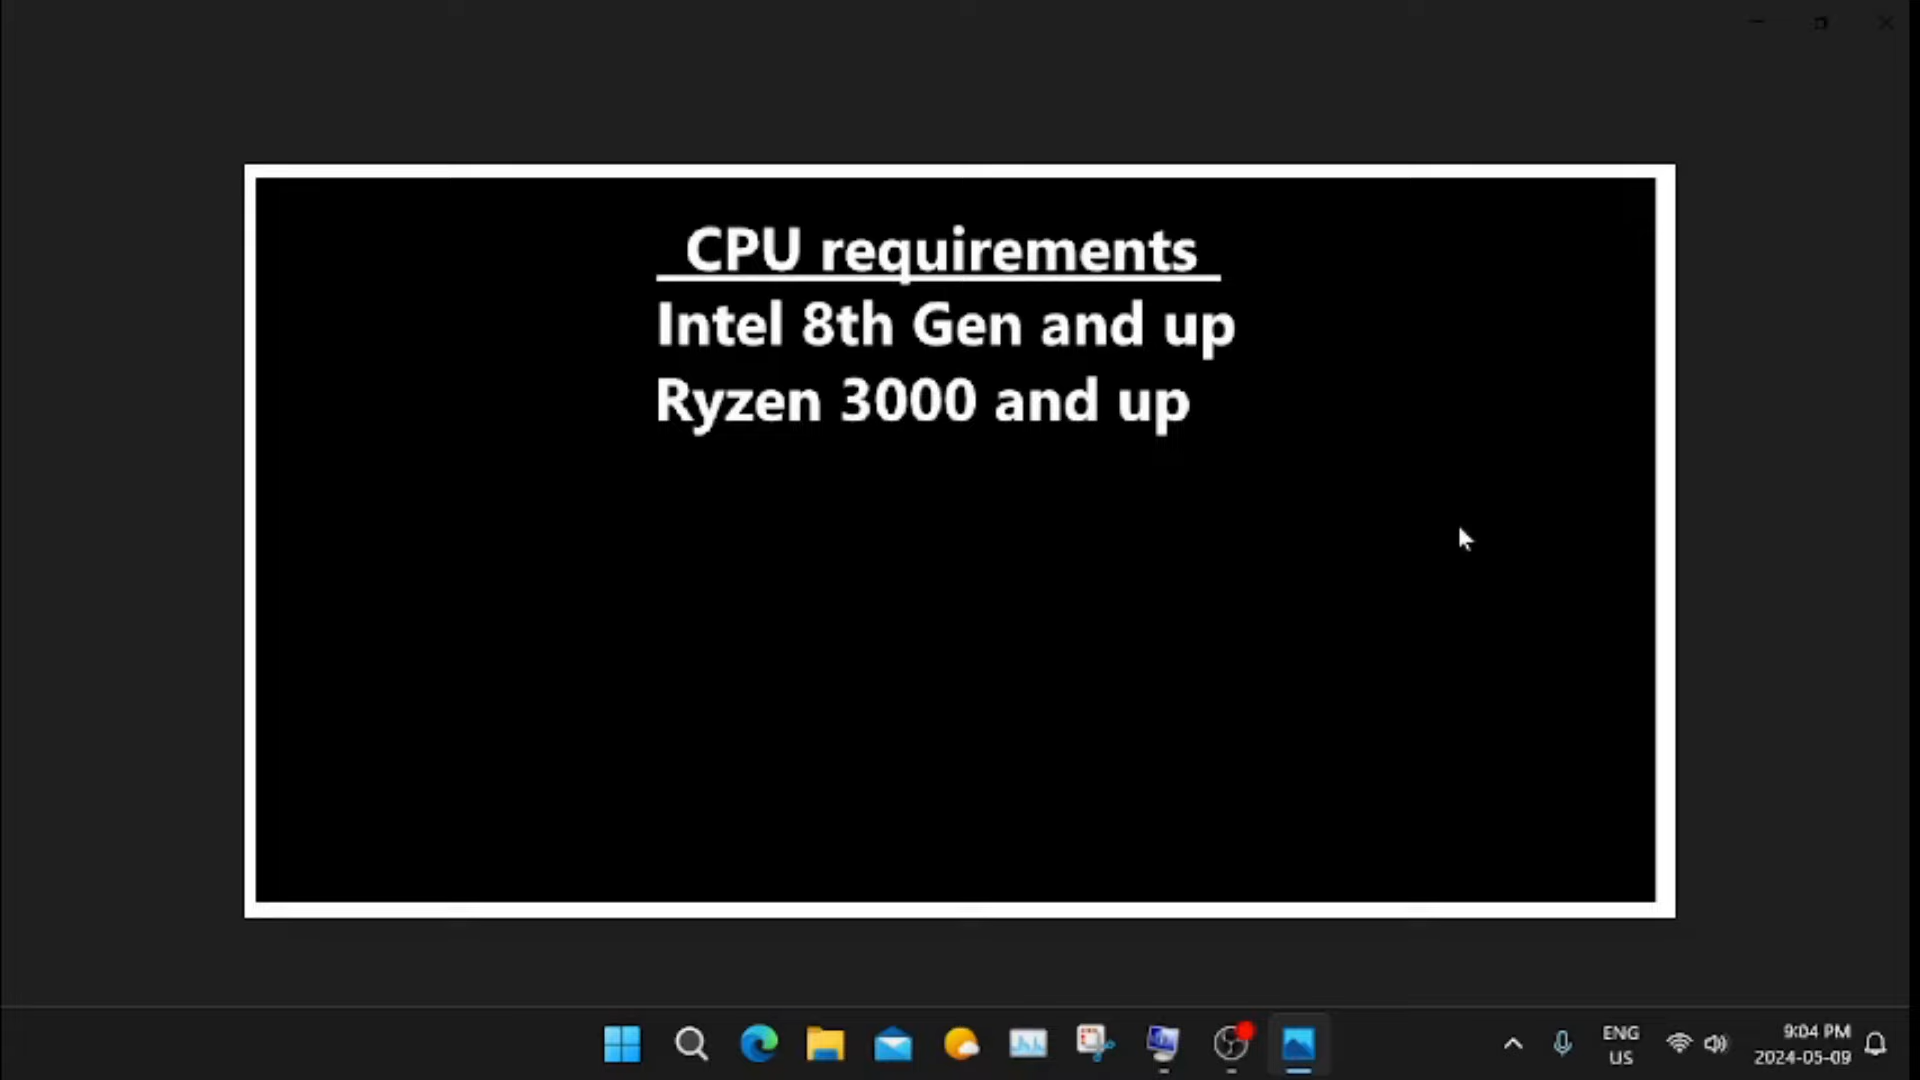 CPU requirements
Intel 8th Gen and up
Ryzen 3000 and up
ENG
US
9:04 PM
2024-05-09